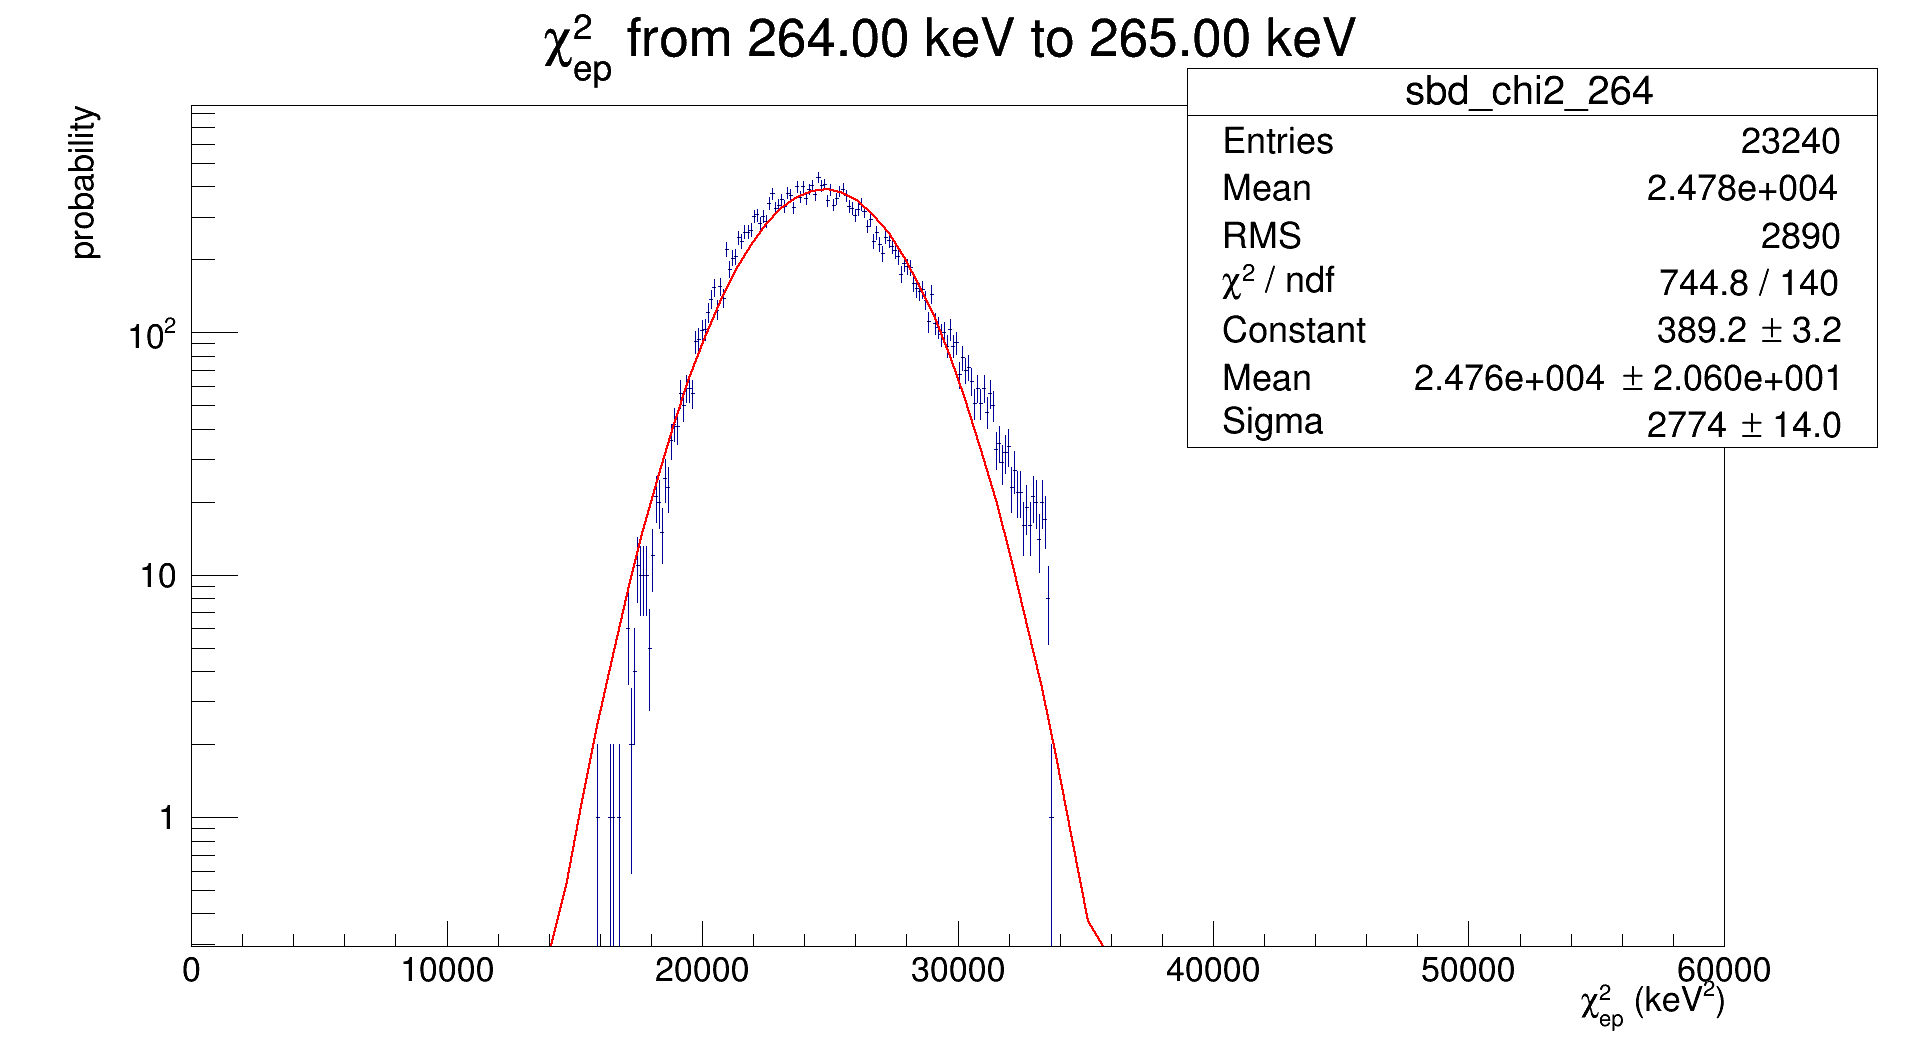 χ²ep from 264.00 keV to 265.00 keV
probability
sbd_chi2_264
Entries 23240
Mean 2.478e+004
RMS 2890
χ² / ndf 744.8 / 140
Constant 389.2 ± 3.2
Mean 2.476e+004 ± 2.060e+001
Sigma 2774 ± 14.0
10²
10
1
0 10000 20000 30000 40000 50000 60000
χ²ep (keV²)